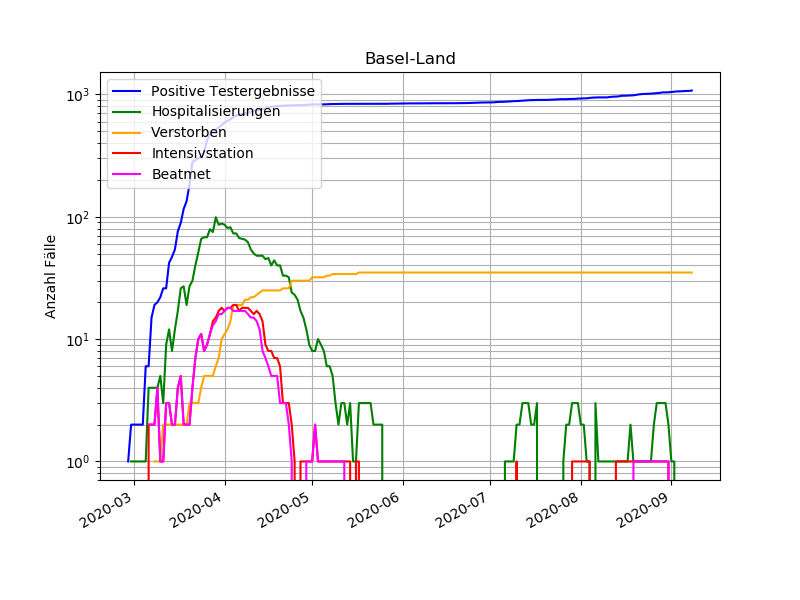 Basel-Land
Positive Testergebnisse
Hospitalisierungen
Verstorben
Intensivstation
Beatmet
Anzahl Fälle
10³
10²
10¹
10⁰
2020-03
2020-04
2020-05
2020-06
2020-07
2020-08
2020-09